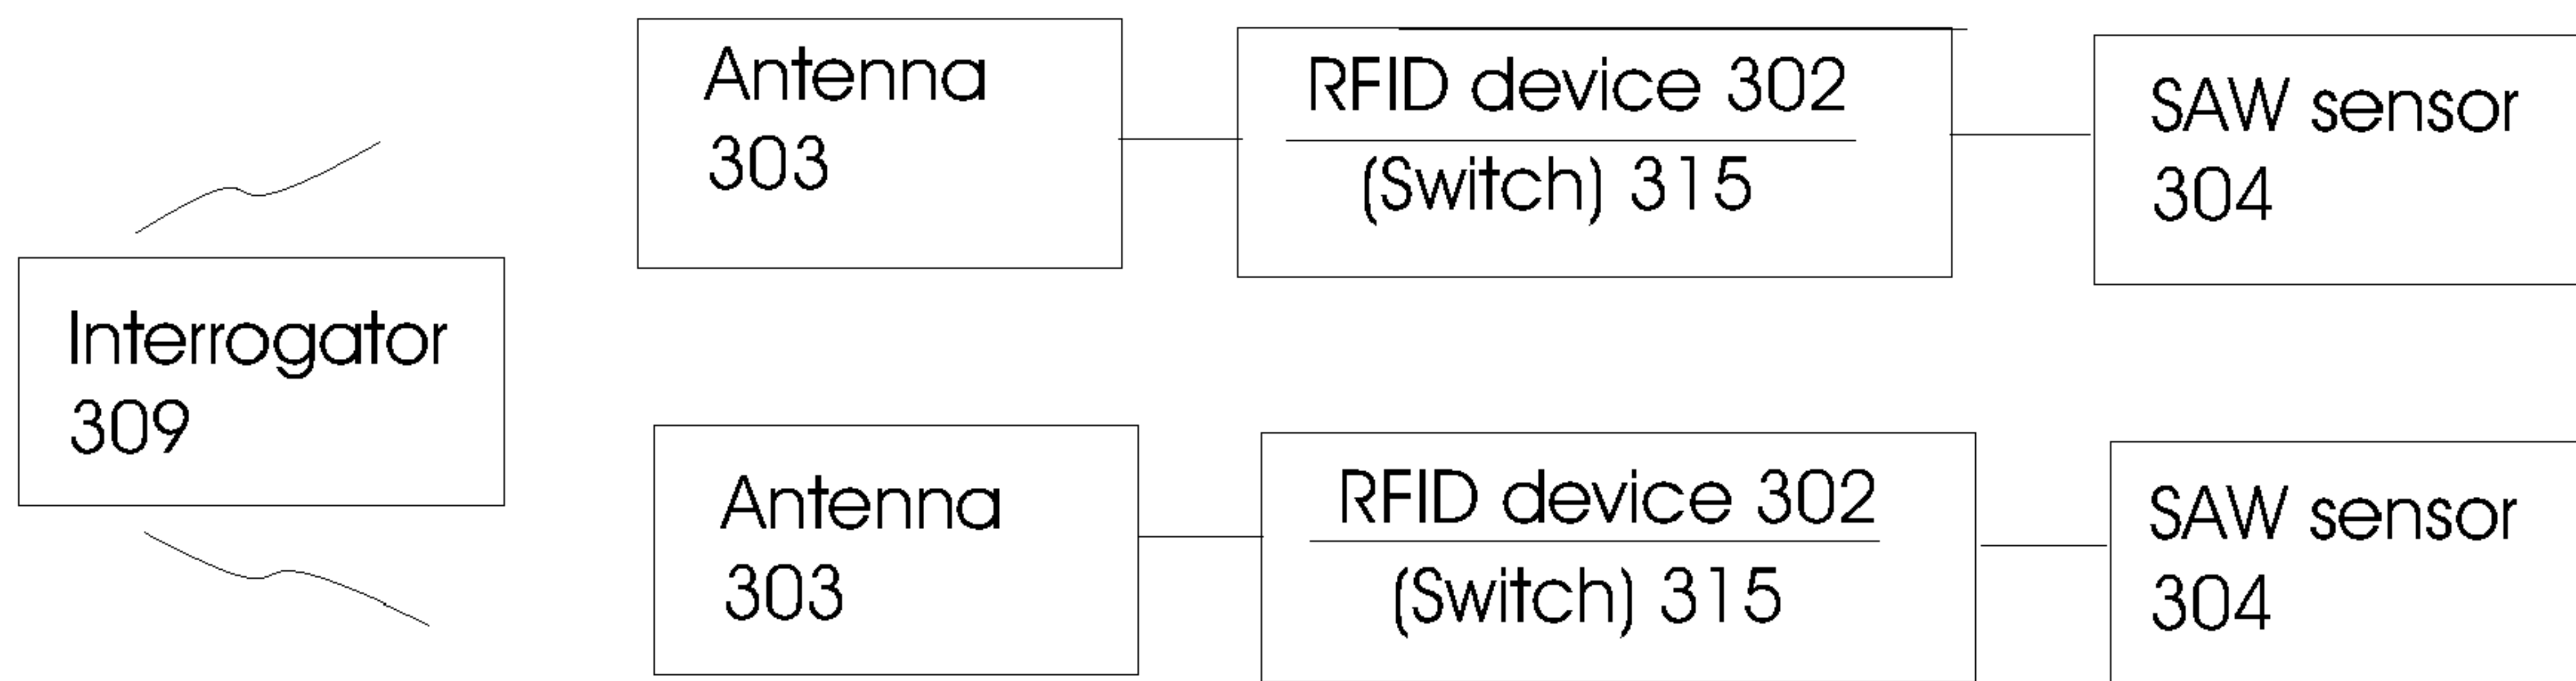 Antenna
303
RFID device 302
(Switch) 315
SAW sensor
304
Interrogator
309
Antenna
303
RFID device 302
(Switch) 315
SAW sensor
304